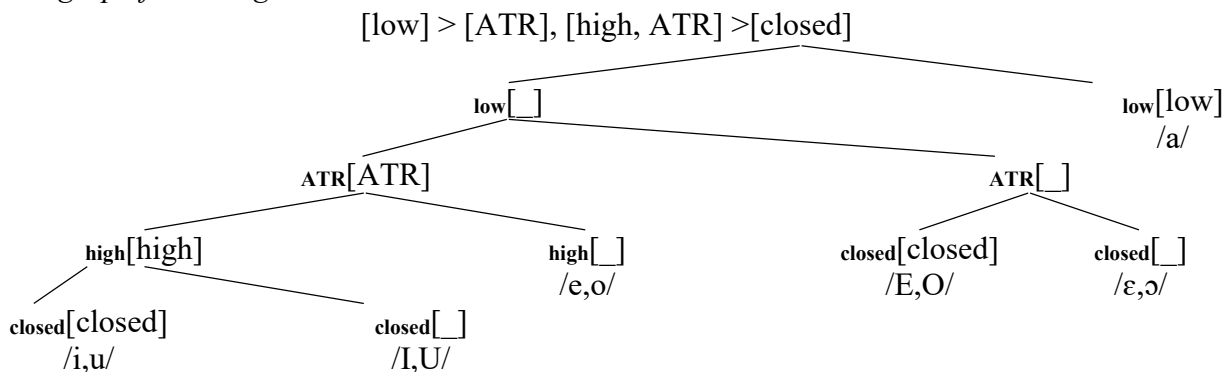 [low] > [ATR], [high, ATR] >[closed]
low[_] low[low]
/a/
ATR[ATR] ATR[_]
high[high] high[_] closed[closed] closed[_]
/e,o/ /E,O/ /ɛ,ɔ/
closed[closed] closed[_]
/i,u/ /I,U/